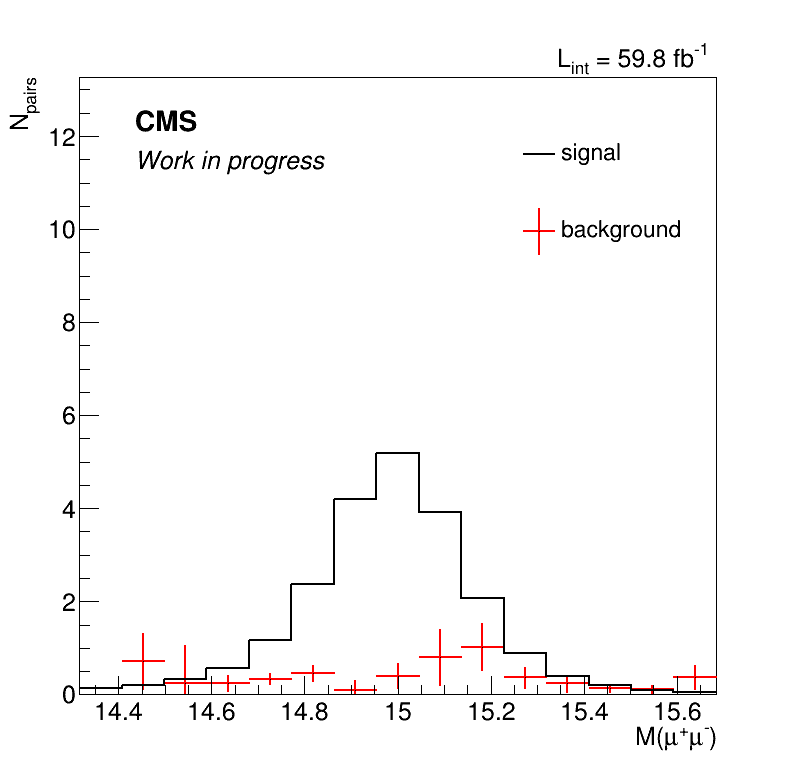 L_int = 59.8 fb^-1
N_pairs
CMS
Work in progress
signal
background
12
10
8
6
4
2
0
14.4 14.6 14.8 15 15.2 15.4 15.6
M(μ⁺μ⁻)